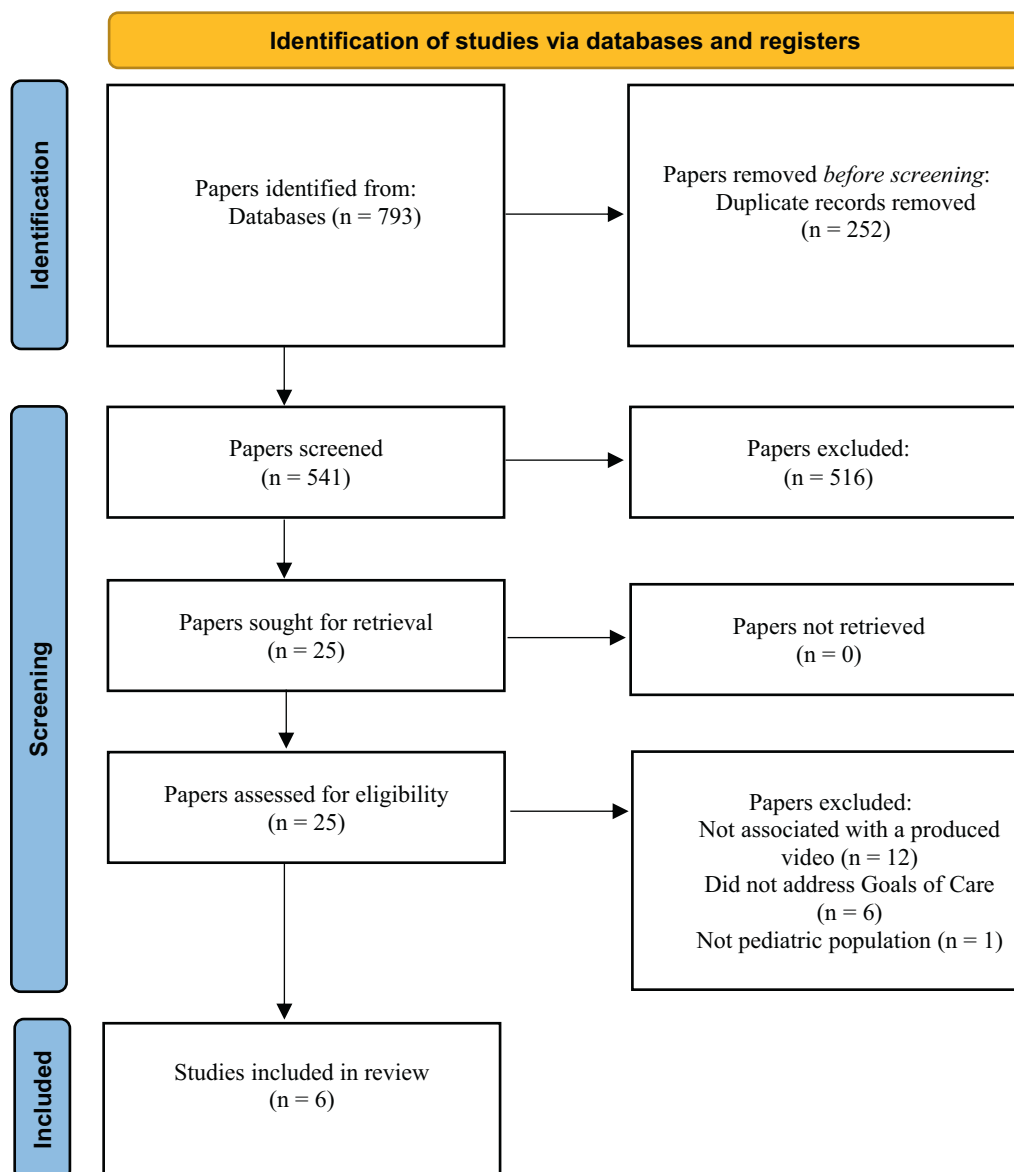 Identification of studies via databases and registers
Identification
Papers identified from:
Databases (n = 793)
Papers removed before screening:
Duplicate records removed
(n = 252)
Screening
Papers screened
(n = 541)
Papers excluded:
(n = 516)
Papers sought for retrieval
(n = 25)
Papers not retrieved
(n = 0)
Papers assessed for eligibility
(n = 25)
Papers excluded:
Not associated with a produced
video (n = 12)
Did not address Goals of Care
(n = 6)
Not pediatric population (n = 1)
Included
Studies included in review
(n = 6)